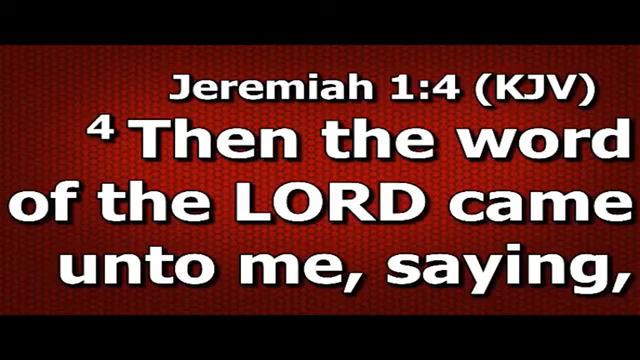 Jeremiah 1:4 (KJV)
4 Then the word
of the LORD came
unto me, saying,